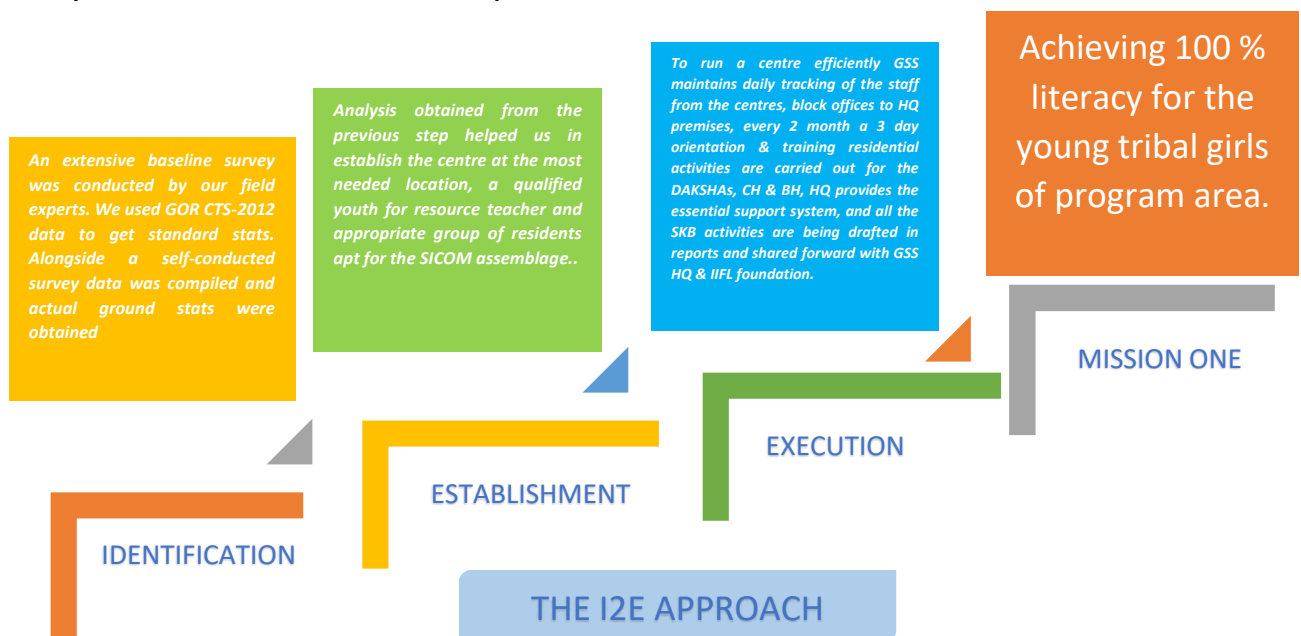 An extensive baseline survey
was conducted by our field
experts. We used GOR CTS-2012
data to get standard stats.
Alongside a self-conducted
survey data was compiled and
actual ground stats were
obtained
IDENTIFICATION
Analysis obtained from the
previous step helped us in
establish the centre at the most
needed location, a qualified
youth for resource teacher and
appropriate group of residents
apt for the SICOM assemblage..
ESTABLISHMENT
To run a centre efficiently GSS
maintains daily tracking of the staff
from the centres, block offices to HQ
premises, every 2 month a 3 day
orientation & training residential
activities are carried out for the
DAKSHAs, CH & BH, HQ provides the
essential support system, and all the
SKB activities are being drafted in
reports and shared forward with GSS
HQ & IIFL foundation.
EXECUTION
Achieving 100 %
literacy for the
young tribal girls
of program area.
MISSION ONE
THE I2E APPROACH